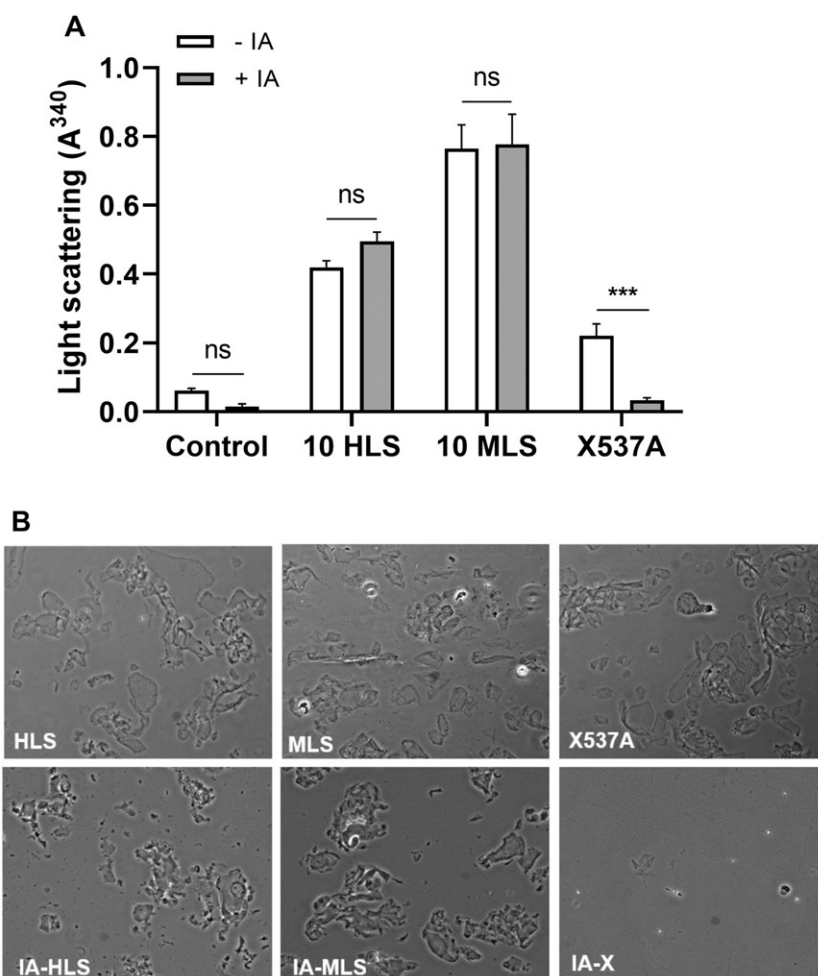 A
- IA
+ IA
Light scattering (A³⁴⁰)
1.0
0.8
0.6
0.4
0.2
0.0
ns
ns
ns
***
Control 10 HLS 10 MLS X537A
B
HLS MLS X537A
IA-HLS IA-MLS IA-X